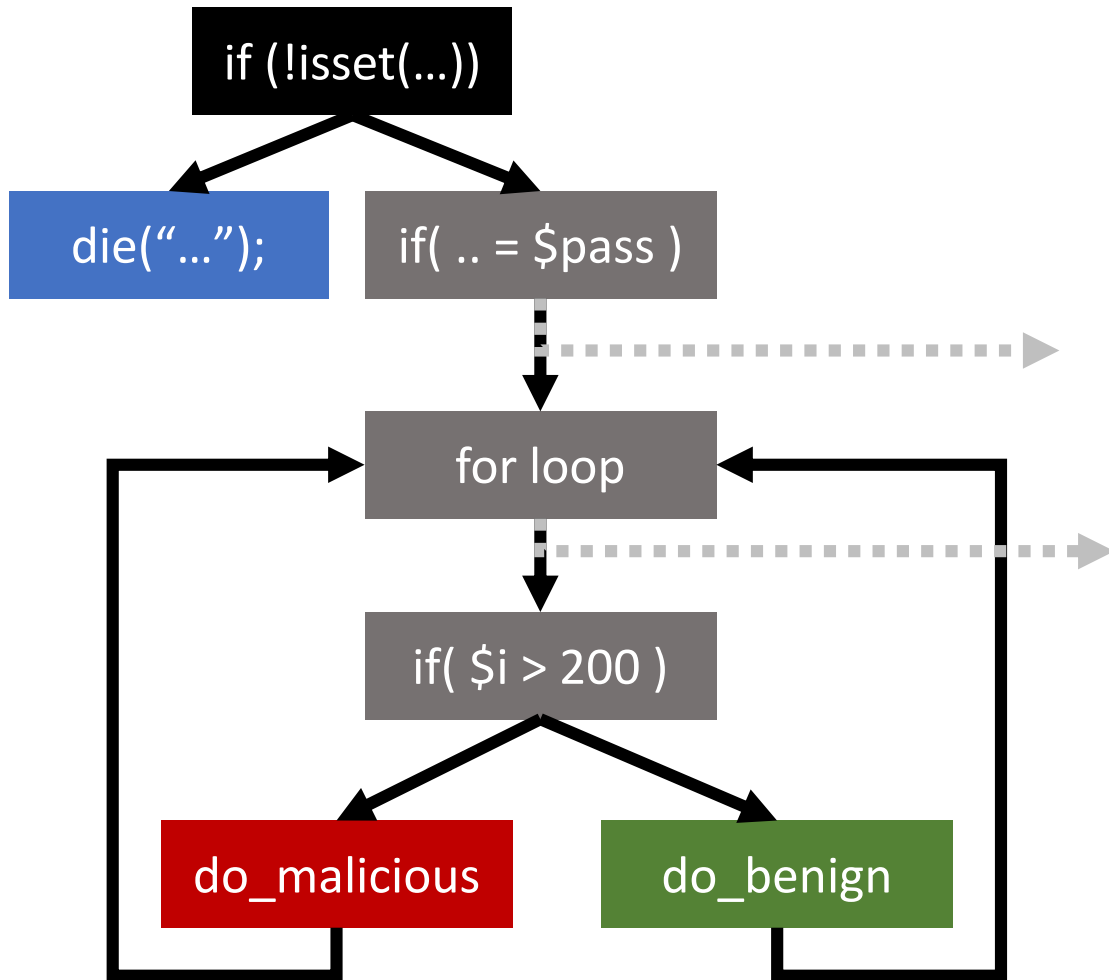 if (!isset(…))
die(“…”);
if( .. = $pass )
for loop
if( $i > 200 )
do_malicious
do_benign